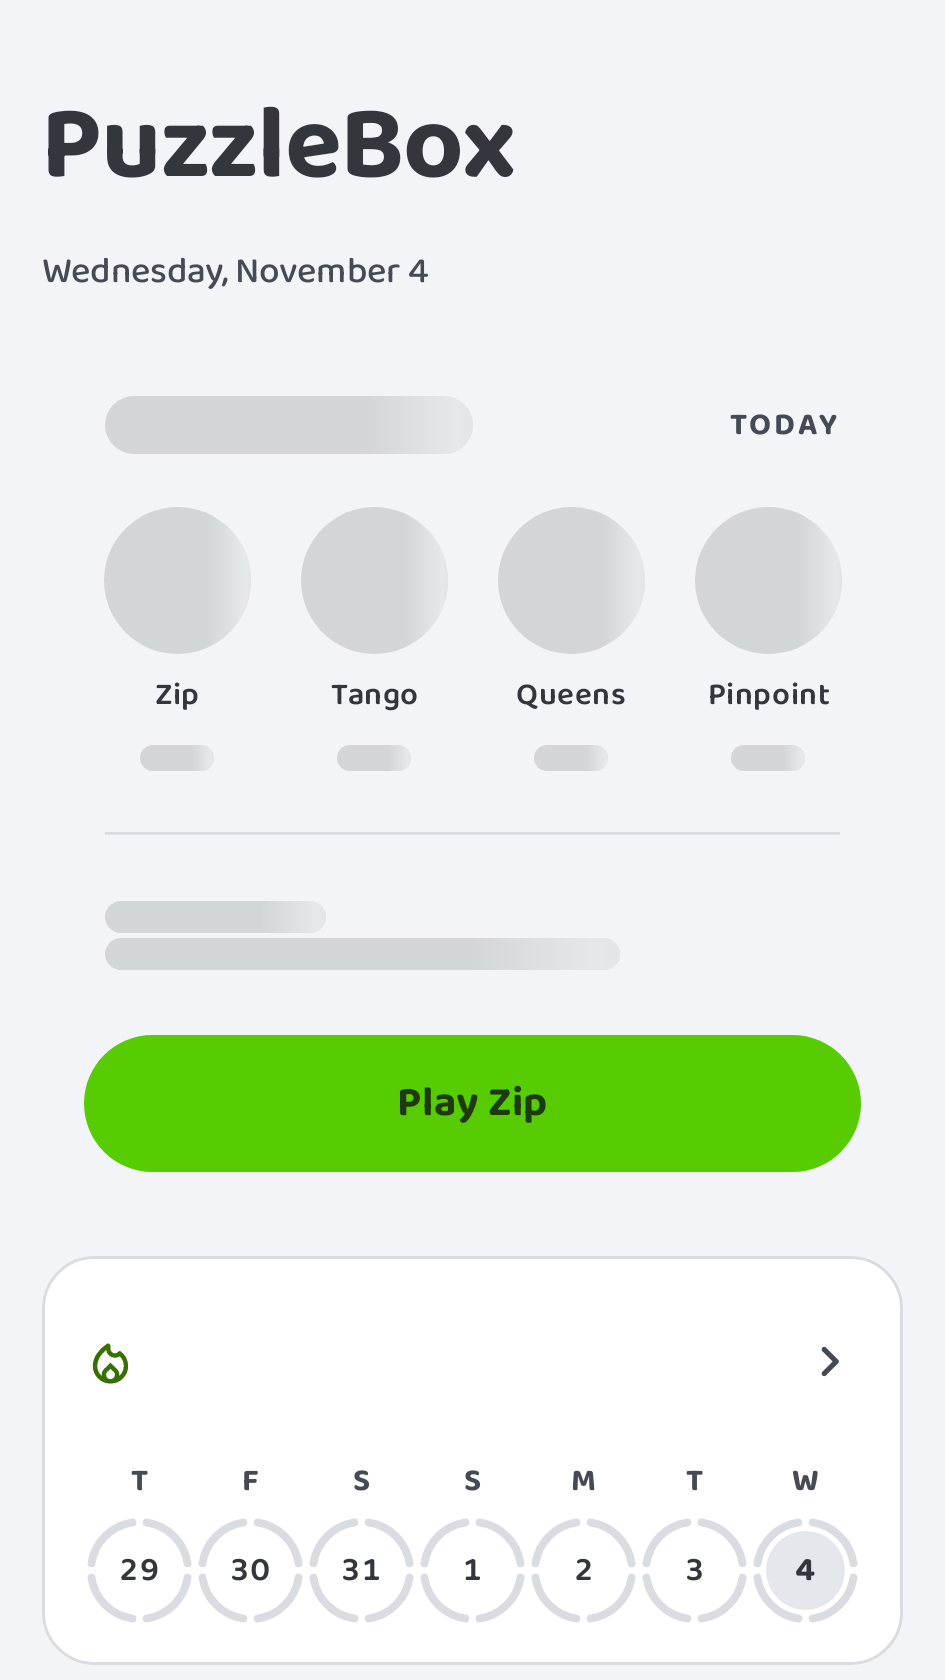 PuzzleBox
Wednesday, November 4
TODAY
Zip Tango Queens Pinpoint
Play Zip
T F S S M T W
29 30 31 1 2 3 4